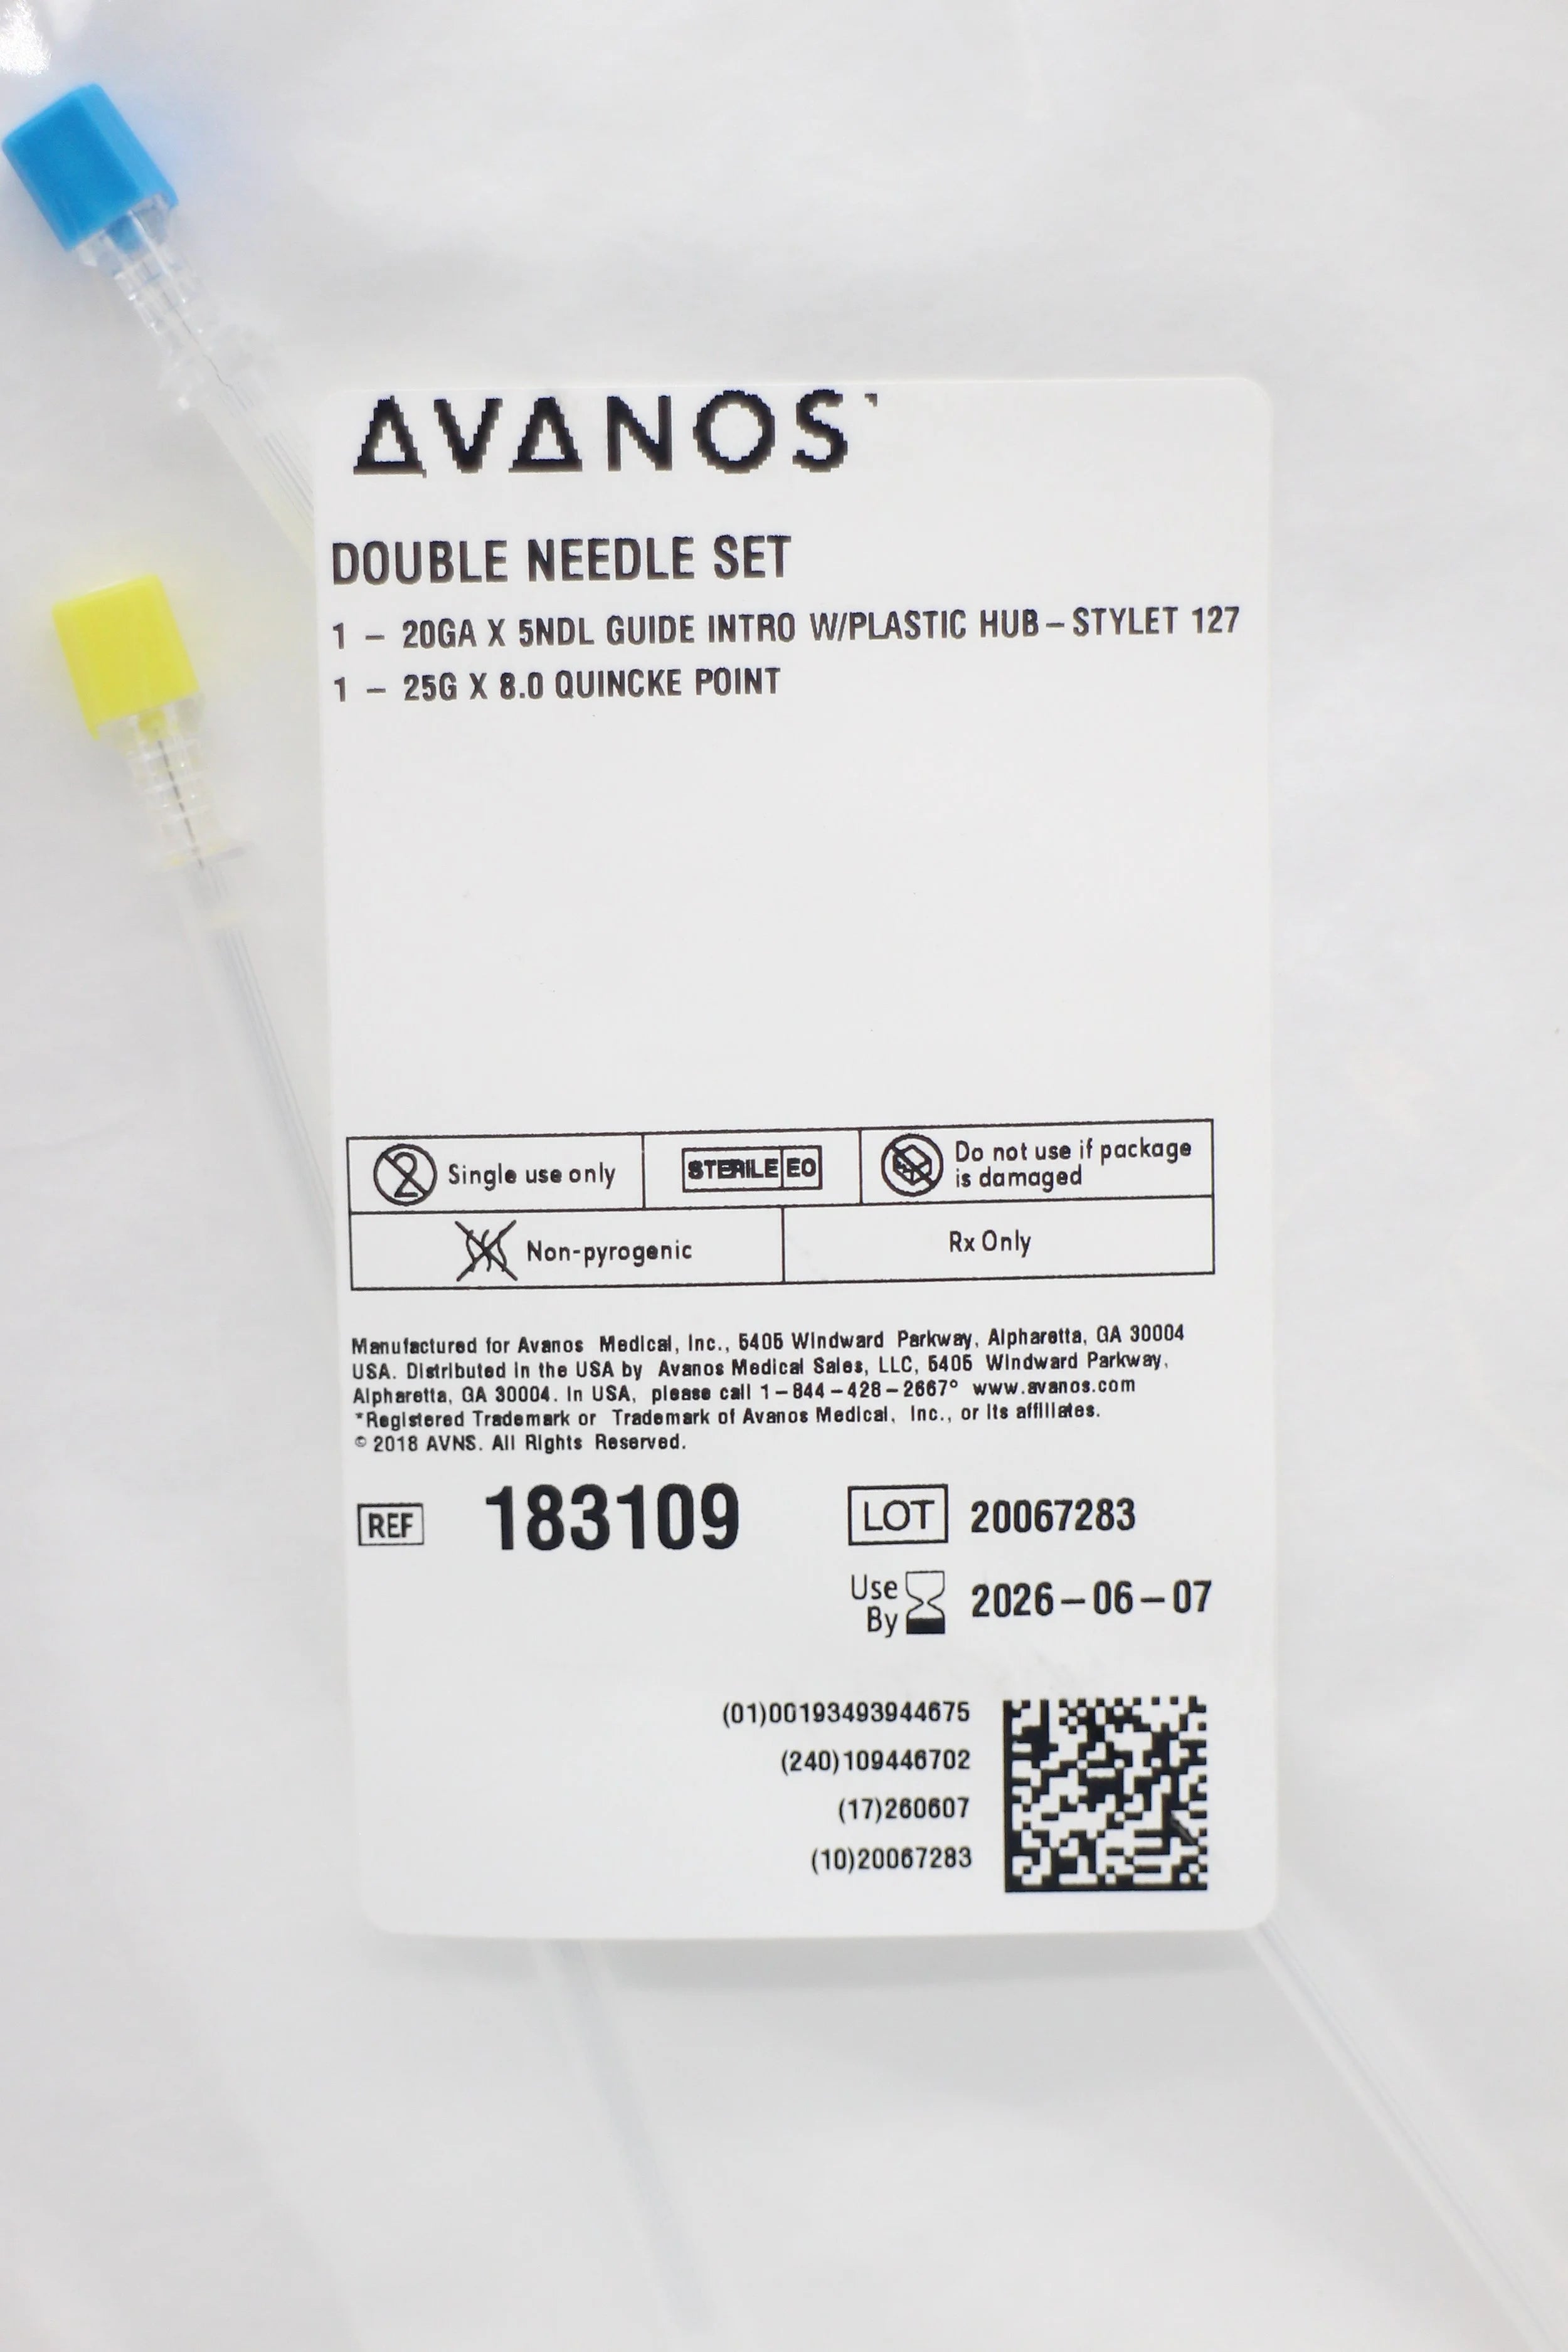 AVANOS*
DOUBLE NEEDLE SET
1 – 20GA X 5NDL GUIDE INTRO W/PLASTIC HUB–STYLET 127
1 – 25G X 8.0 QUINCKE POINT
2 Single use only STERILE EO Do not use if package
is damaged
Non-pyrogenic Rx Only
Manufactured for Avanos Medical, Inc., 5405 Windward Parkway, Alpharetta, GA 30004
USA. Distributed in the USA by Avanos Medical Sales, LLC, 5405 Windward Parkway,
Alpharetta, GA 30004. In USA, please call 1–844–428–2667° www.avanos.com
*Registered Trademark or Trademark of Avanos Medical, Inc., or its affiliates.
© 2018 AVNS. All Rights Reserved.
REF 183109 LOT 20067283
Use By 2026–06–07
(01)00193493944675
(240)109446702
(17)260607
(10)20067283